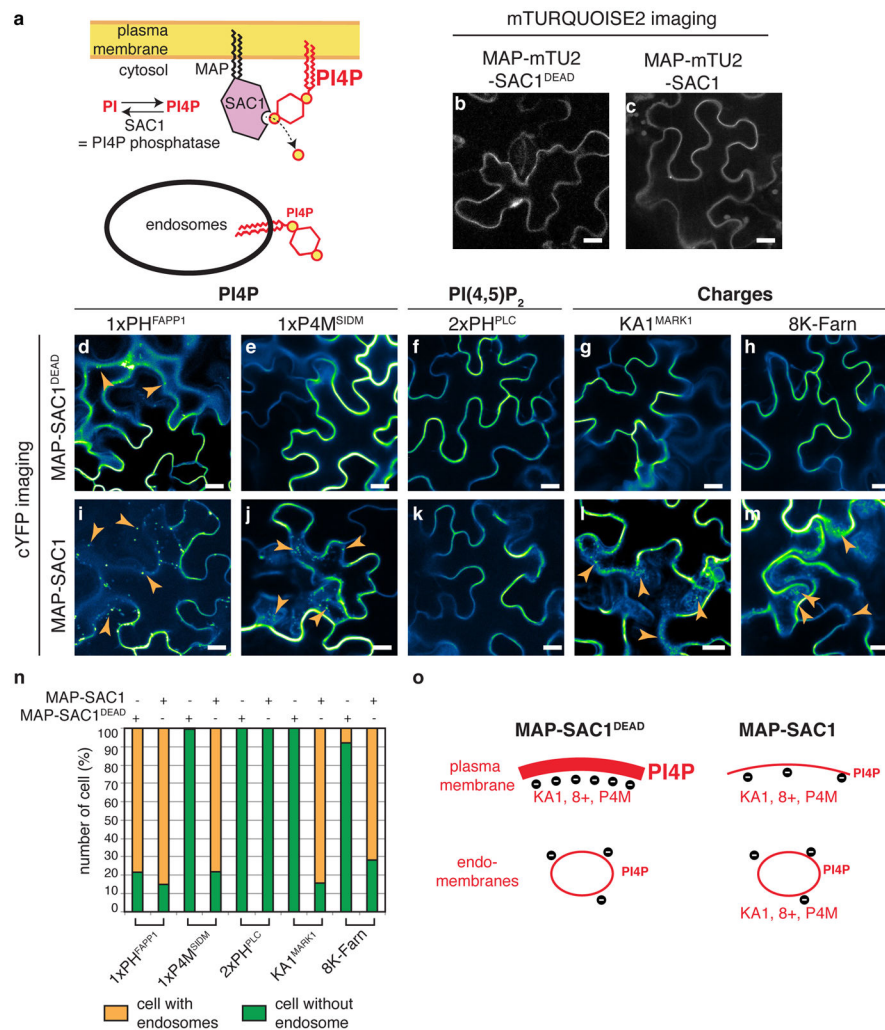 a
plasma
membrane
cytosol
MAP
PI4P
SAC1
PI
PI4P
SAC1
= PI4P phosphatase
endosomes
PI4P
mTURQUOISE2 imaging
MAP-mTU2
-SAC1DEAD
MAP-mTU2
-SAC1
b
c
PI4P
PI(4,5)P2
Charges
1xPHFAPP1
1xP4MSIDM
2xPHPLC
KA1MARK1
8K-Farn
cYFP imaging
MAP-SAC1DEAD
d
e
f
g
h
MAP-SAC1
i
j
k
l
m
n
MAP-SAC1 - + - + - + - + - +
MAP-SAC1DEAD + - + - + - + - + -
number of cell (%)
100
90
80
70
60
50
40
30
20
10
0
1xPHFAPP1
1xP4MSIDM
2xPHPLC
KA1MARK1
8K-Farn
cell with
endosomes
cell without
endosome
o
MAP-SAC1DEAD
MAP-SAC1
plasma
membrane
PI4P
KA1, 8+, P4M
PI4P
KA1, 8+, P4M
endo-
membranes
PI4P
PI4P
KA1, 8+, P4M